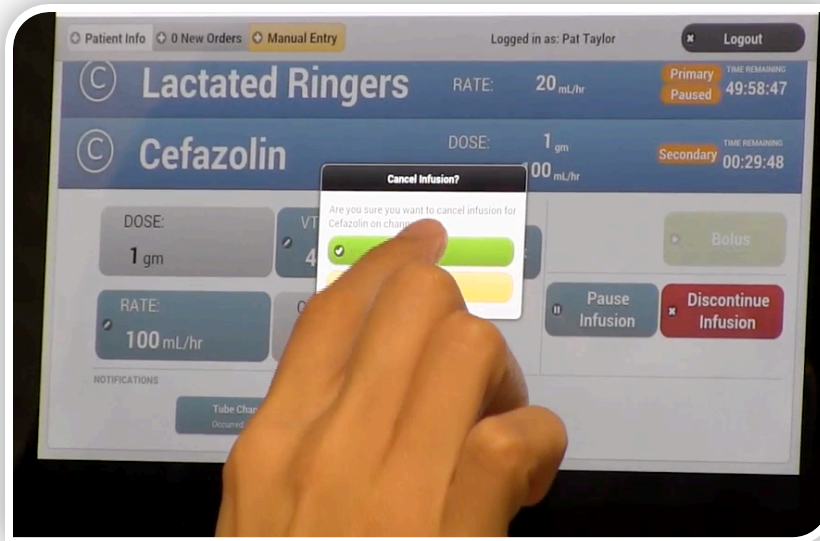 Patient Info 0 New Orders Manual Entry Logged in as: Pat Taylor Logout
C Lactated Ringers RATE: 20 mL/hr Primary Paused TIME REMAINING 49:58:47
C Cefazolin DOSE: 1 gm 100 mL/hr Secondary TIME REMAINING 00:29:48
Cancel Infusion?
Are you sure you want to cancel infusion for
Cefazolin on
DOSE:
1 gm
Bolus
RATE:
100 mL/hr
Pause
Infusion
Discontinue
Infusion
NOTIFICATIONS
Tube
Occurred